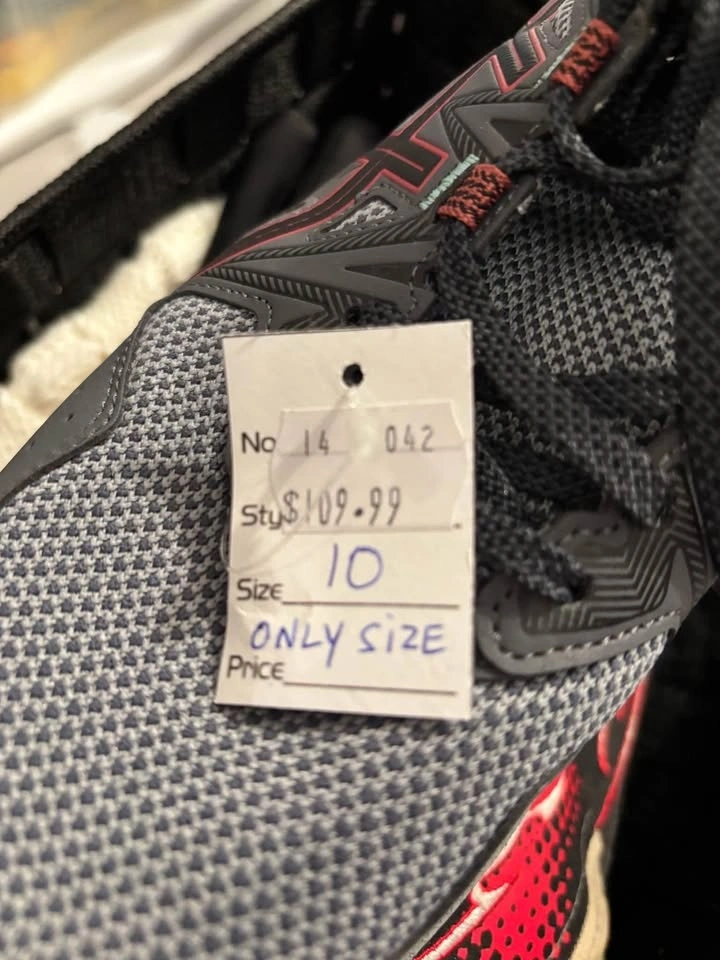 No 14 042
Sty $109.99
Size 10
ONLY SIZE
Price